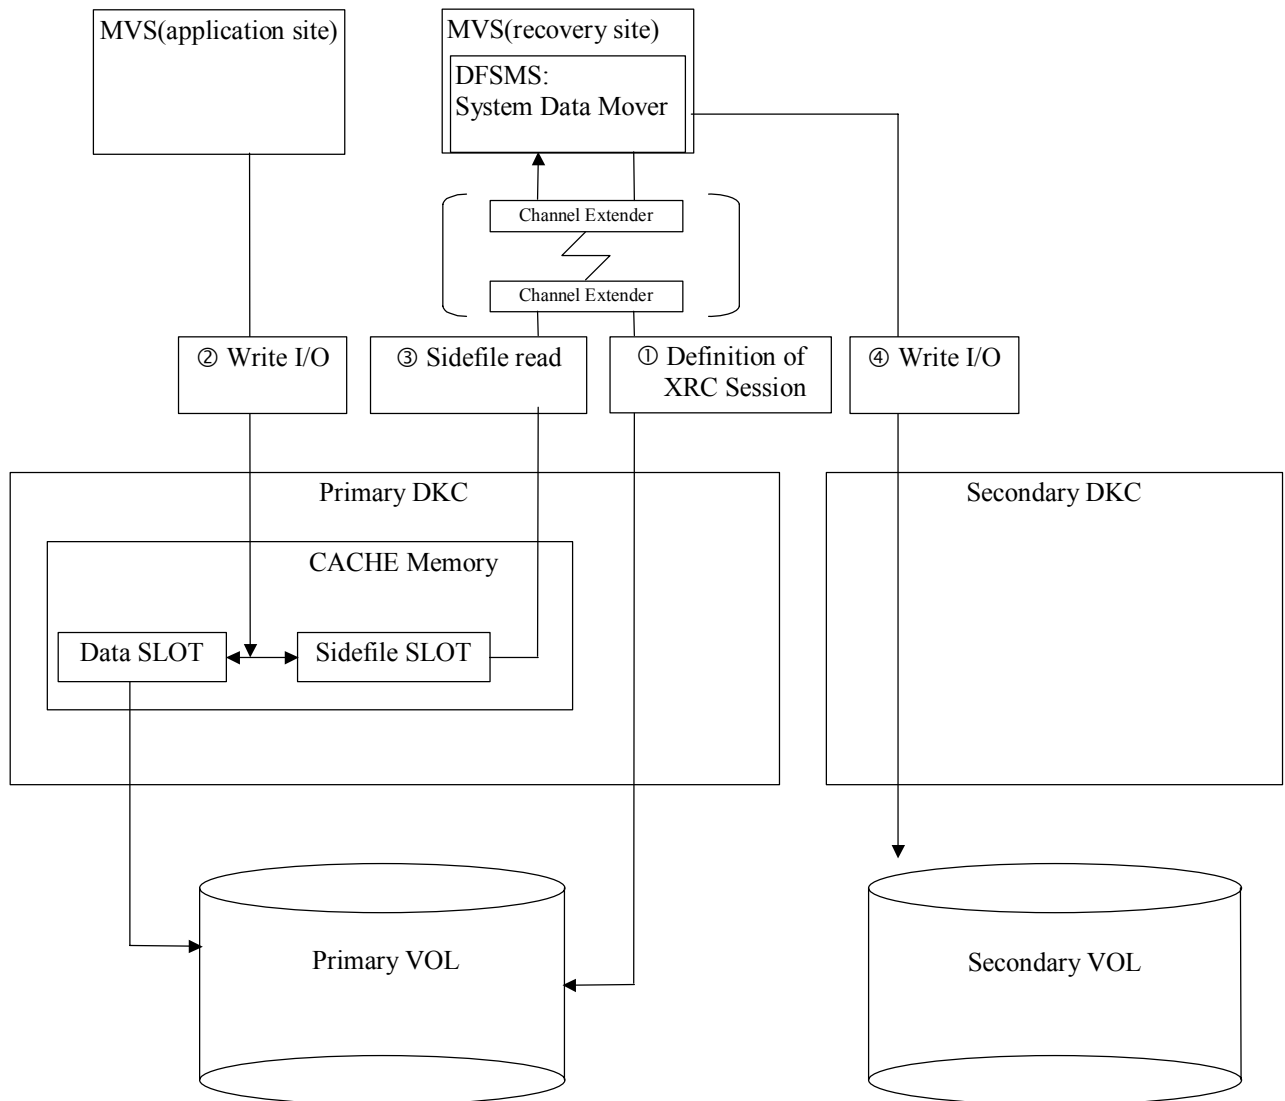 MVS(application site)
MVS(recovery site)
DFSMS:
System Data Mover
Channel Extender
Channel Extender
② Write I/O
③ Sidefile read
① Definition of
XRC Session
④ Write I/O
Primary DKC
Secondary DKC
CACHE Memory
Data SLOT
Sidefile SLOT
Primary VOL
Secondary VOL